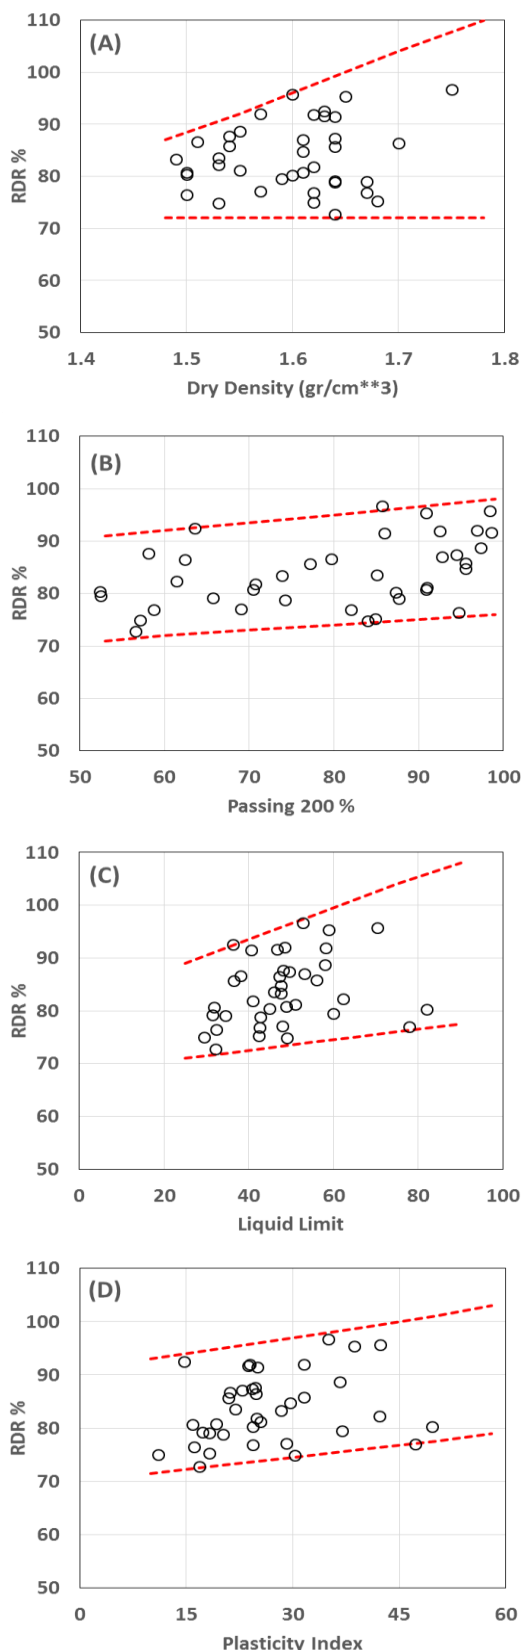 110
(A)
100
90
80
70
60
50
RDR %
1.4 1.5 1.6 1.7 1.8
Dry Density (gr/cm**3)
110
(B)
100
90
80
70
60
50
RDR %
50 60 70 80 90 100
Passing 200 %
110
(C)
100
90
80
70
60
50
RDR %
0 20 40 60 80 100
Liquid Limit
110
(D)
100
90
80
70
60
50
RDR %
0 15 30 45 60
Plasticity Index